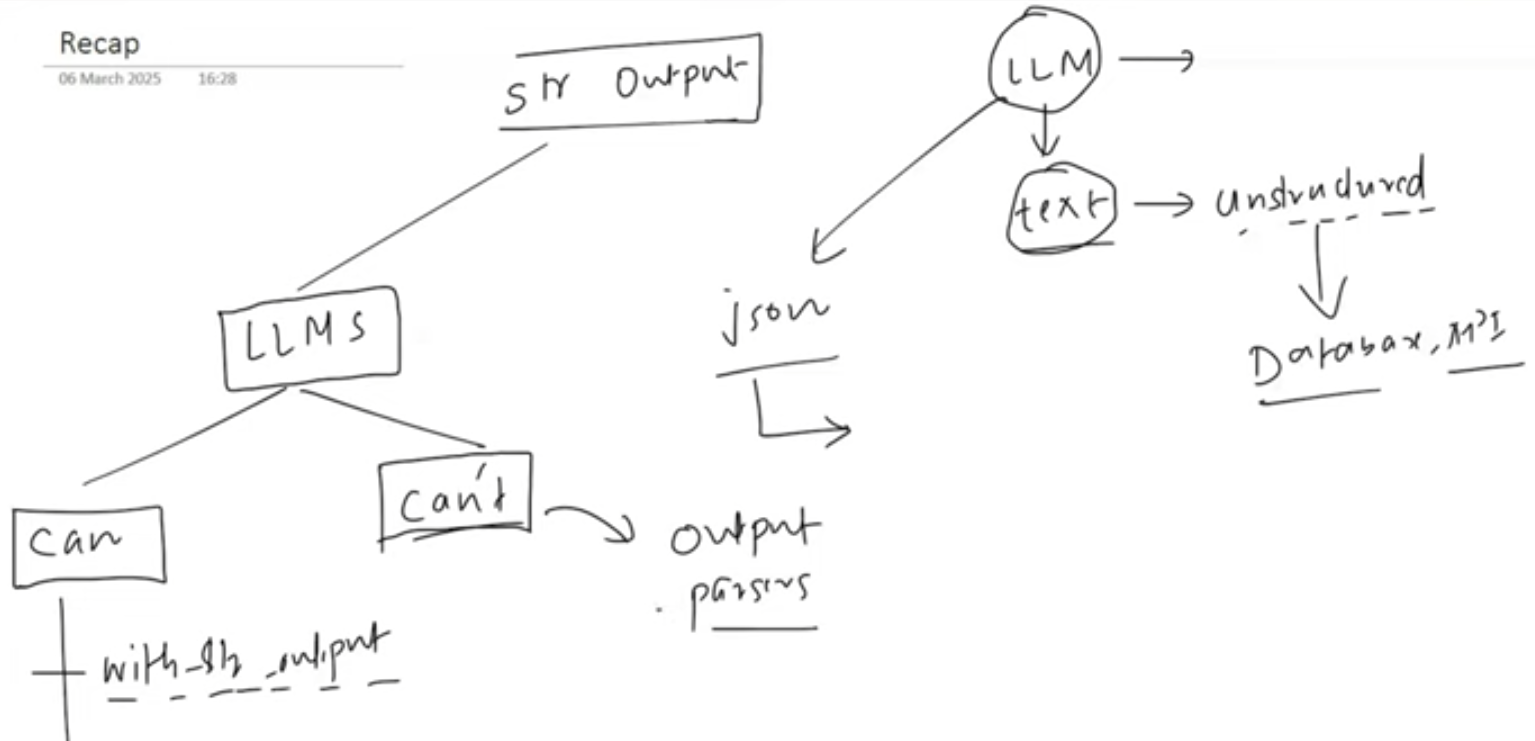 Recap
06 March 2025 16:28
Str Output
LLM
text
unstructured
Database, API
json
LLMs
Can
Can't
Output
parsers
with_str_output